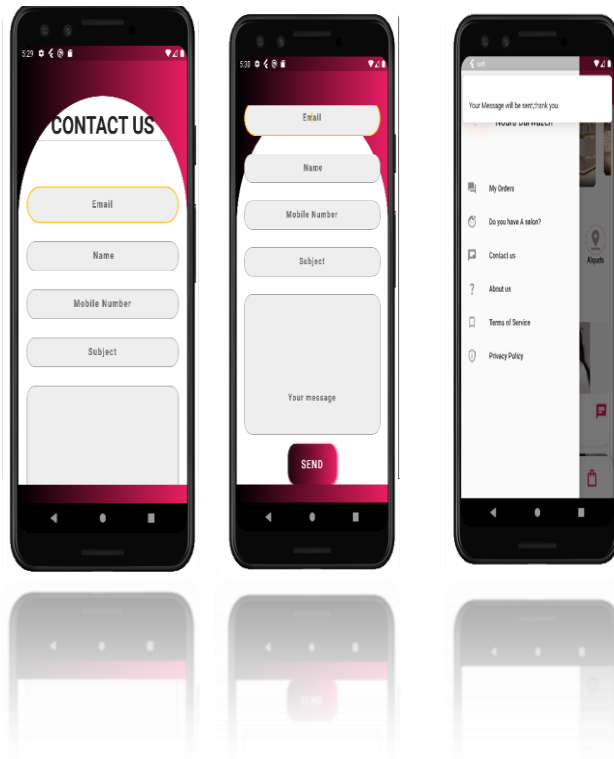 5:29
CONTACT US
Email
Name
Mobile Number
Subject
5:30
Email
Name
Mobile Number
Subject
Your message
SEND
Your Message will be sent,thank you
My Orders
Do you have A salon?
Contact us
About us
Terms of Service
Privacy Policy
Alquds